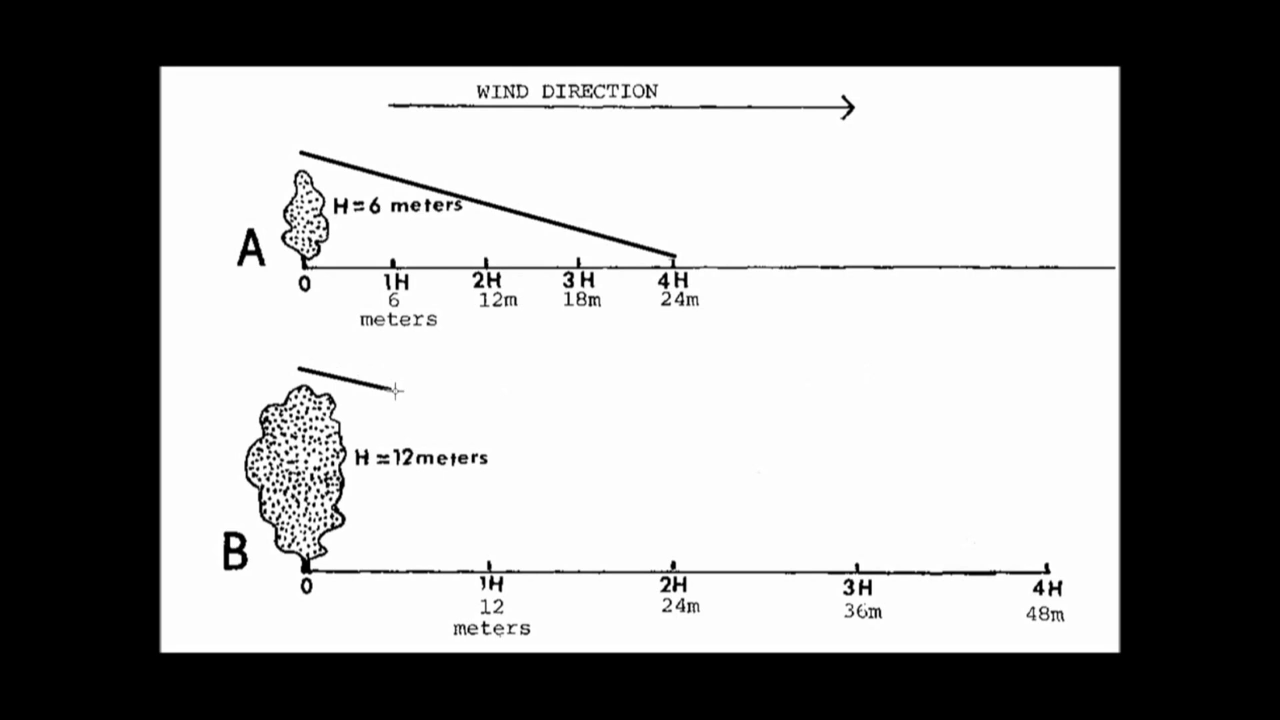 WIND DIRECTION
H=6 meters
A
0 1H 2H 3H 4H
6 12m 18m 24m
meters
H=12meters
B
0 1H 2H 3H 4H
12 24m 36m 48m
meters